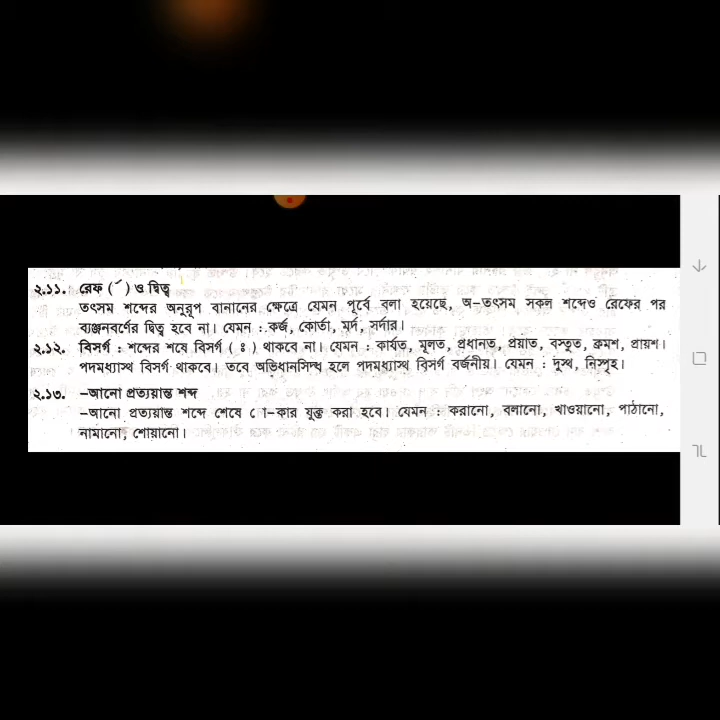 ২.১১. রেফ (র্) ও দ্বিত্ব
তৎসম শব্দের অনুরূপ বানানের ক্ষেত্রে যেমন পূর্বে বলা হয়েছে, অ-তৎসম সকল শব্দেও রেফের পর
ব্যঞ্জনবর্ণের দ্বিত্ব হবে না। যেমন : কর্জ, কোর্তা, মর্দ, সর্দার।
২.১২. বিসর্গ : শব্দের শষে বিসর্গ (ঃ) থাকবে না। যেমন : কার্যত, মূলত, প্রধানত, প্রয়াত, বস্তুত, ক্রমশ, প্রায়শ।
পদমধ্যাস্থ বিসর্গ থাকবে। তবে অভিধানসিদ্ধ হলে পদমধ্যাস্থ বিসর্গ বর্জনীয়। যেমন : দুস্থ, নিস্পৃহ।
২.১৩. -আনো প্রত্যয়ান্ত শব্দ
-আনো প্রত্যয়ান্ত শব্দে শেষে ো-কার যুক্ত করা হবে। যেমন : করানো, বলানো, খাওয়ানো, পাঠানো,
নামানো, শোয়ানো।